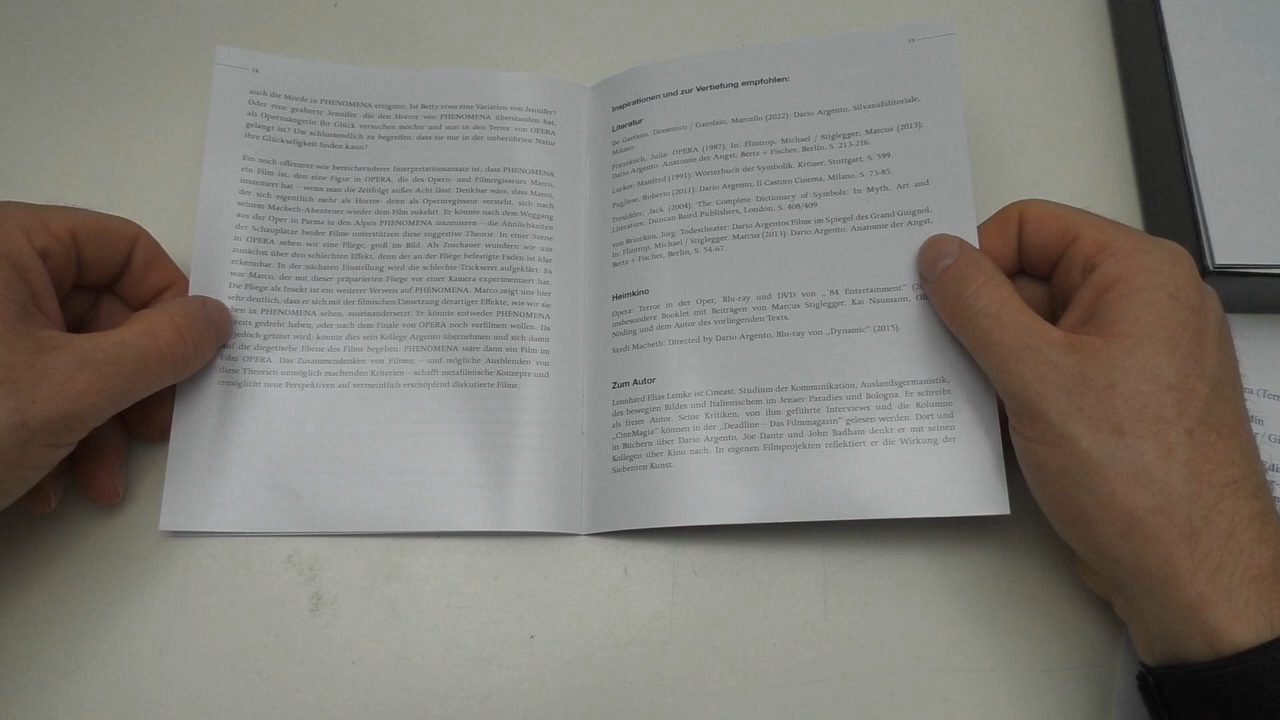 auch die Morde in PHENOMENA ereignen. Ist Betty etwa eine Variation von Jennifer?
Oder eine gealterte Jennifer, die den Horror von PHENOMENA überstanden hat,
als Opernsängerin ihr Glück versuchen möchte und nun in den Terror von OPERA
gelangt ist? Um schlussendlich zu begreifen, dass sie nur in der unberührten Natur
ihre Glückseligkeit finden kann?
Ein noch offenerer wie bereichernderer Interpretationsansatz ist, dass PHENOMENA
ein Film ist, den eine Figur in OPERA, die des Opern- und Filmregisseurs Marco,
inszeniert hat – wenn man die Zeitfolge außer Acht lässt: Denkbar wäre, dass Marco,
der sich eigentlich mehr als Horror- denn als Opernregisseur versteht, sich nach
seinem Macbeth-Abenteuer wieder dem Film zukehrt. Er könnte nach dem Weggang
aus der Oper in Parma in den Alpen PHENOMENA inszenieren – die Ähnlichkeiten
der Schauplätze beider Filme unterstützen diese suggestive Theorie. In einer Szene
in OPERA sehen wir eine Fliege, groß im Bild. Als Zuschauer wundern wir uns
zunächst über den schlechten Effekt, denn der an der Fliege befestigte Faden ist klar
erkennbar. In der nächsten Einstellung wird die schlechte Trickserei aufgeklärt: Es
war Marco, der mit dieser präparierten Fliege vor einer Kamera experimentiert hat.
Die Fliege als Insekt ist ein weiterer Verweis auf PHENOMENA. Marco zeigt uns hier
sehr deutlich, dass er sich mit der filmischen Umsetzung derartiger Effekte, wie wir sie
eben in PHENOMENA sehen, auseinandersetzt. Er könnte entweder PHENOMENA
bereits gedreht haben, oder nach dem Finale von OPERA noch verfilmen wollen. Da
jedoch getötet wird, könnte dies sein Kollege Argento übernehmen und sich damit
auf die diegetische Ebene des Films begeben. PHENOMENA wäre dann ein Film im
Film OPERA. Das Zusammendenken von Filmen – und mögliche Ausblenden von
diese Theorien unmöglich machenden Kriterien – schafft metafilmische Konzepte und
ermöglicht neue Perspektiven auf vermeintlich erschöpfend diskutierte Filme.
Inspirationen und zur Vertiefung empfohlen:
Literatur
De Gaetano, Domenico / Garofalo, Marcello (2022): Dario Argento, SilvanaEditoriale,
Milano.
Franzkoch, Julia: OPERA (1987). In: Flintrop, Michael / Stiglegger, Marcus (2013):
Dario Argento: Anatomie der Angst, Bertz + Fischer, Berlin, S. 213-216.
Lurker, Manfred (1991): Wörterbuch der Symbolik, Kröner, Stuttgart, S. 599.
Pugliese, Roberto (2011): Dario Argento, Il Castoro Cinema, Milano, S. 73-85.
Tresidder, Jack (2004): The Complete Dictionary of Symbols: In Myth, Art and
Literature, Duncan Baird Publishers, London, S. 408/409.
von Brincken, Jörg: Todestheater: Dario Argentos Filme im Spiegel des Grand Guignol,
In: Flintrop, Michael / Stiglegger, Marcus (2013): Dario Argento: Anatomie der Angst,
Bertz + Fischer, Berlin, S. 54-67.
Heimkino
Opera: Terror in der Oper, Blu-ray und DVD von „'84 Entertainment"
insbesondere Booklet mit Beiträgen von Marcus Stiglegger, Kai Naumann,
Nöding und dem Autor des vorliegenden Texts.
Verdi Macbeth: Directed by Dario Argento, Blu-ray von „Dynamic" (2015).
Zum Autor
Leonhard Elias Lemke ist Cineast. Studium der Kommunikation, Auslandsgermanistik,
des bewegten Bildes und Italienischem im Jenaer Paradies und Bologna. Er schreibt
als freier Autor. Seine Kritiken, von ihm geführte Interviews und die Kolumne
„CineMagia" können in der „Deadline – Das Filmmagazin" gelesen werden. Dort und
in Büchern über Dario Argento, Joe Dante und John Badham denkt er mit seinen
Kollegen über Kino nach. In eigenen Filmprojekten reflektiert er die Wirkung der
Siebenten Kunst.